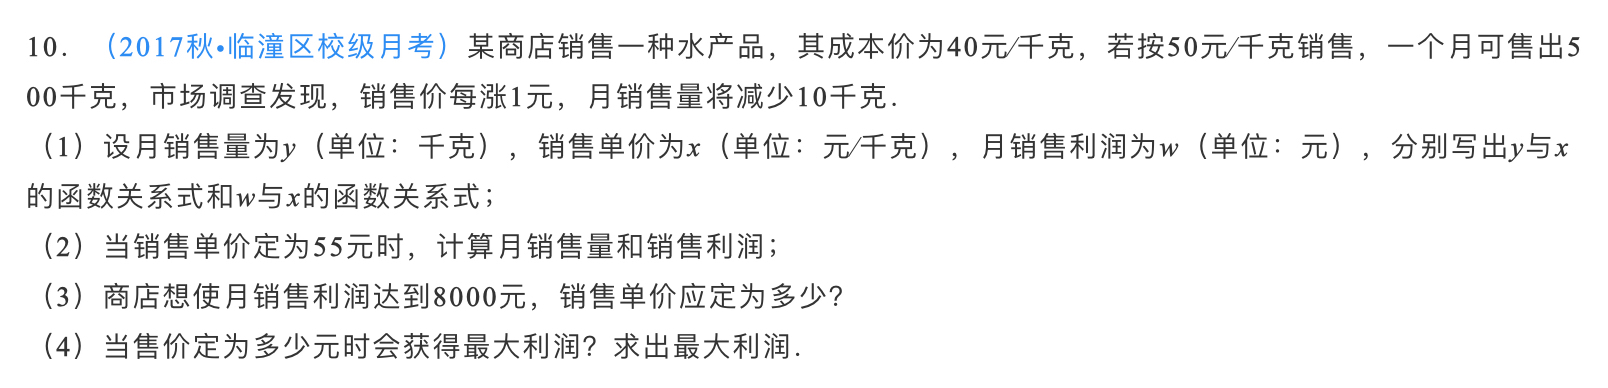 10. （2017秋•临潼区校级月考）某商店销售一种水产品，其成本价为40元/千克，若按50元/千克销售，一个月可售出5
00千克，市场调查发现，销售价每涨1元，月销售量将减少10千克.
（1）设月销售量为y（单位：千克），销售单价为x（单位：元/千克），月销售利润为w（单位：元），分别写出y与x
的函数关系式和w与x的函数关系式；
（2）当销售单价定为55元时，计算月销售量和销售利润；
（3）商店想使月销售利润达到8000元，销售单价应定为多少？
（4）当售价定为多少元时会获得最大利润？求出最大利润.